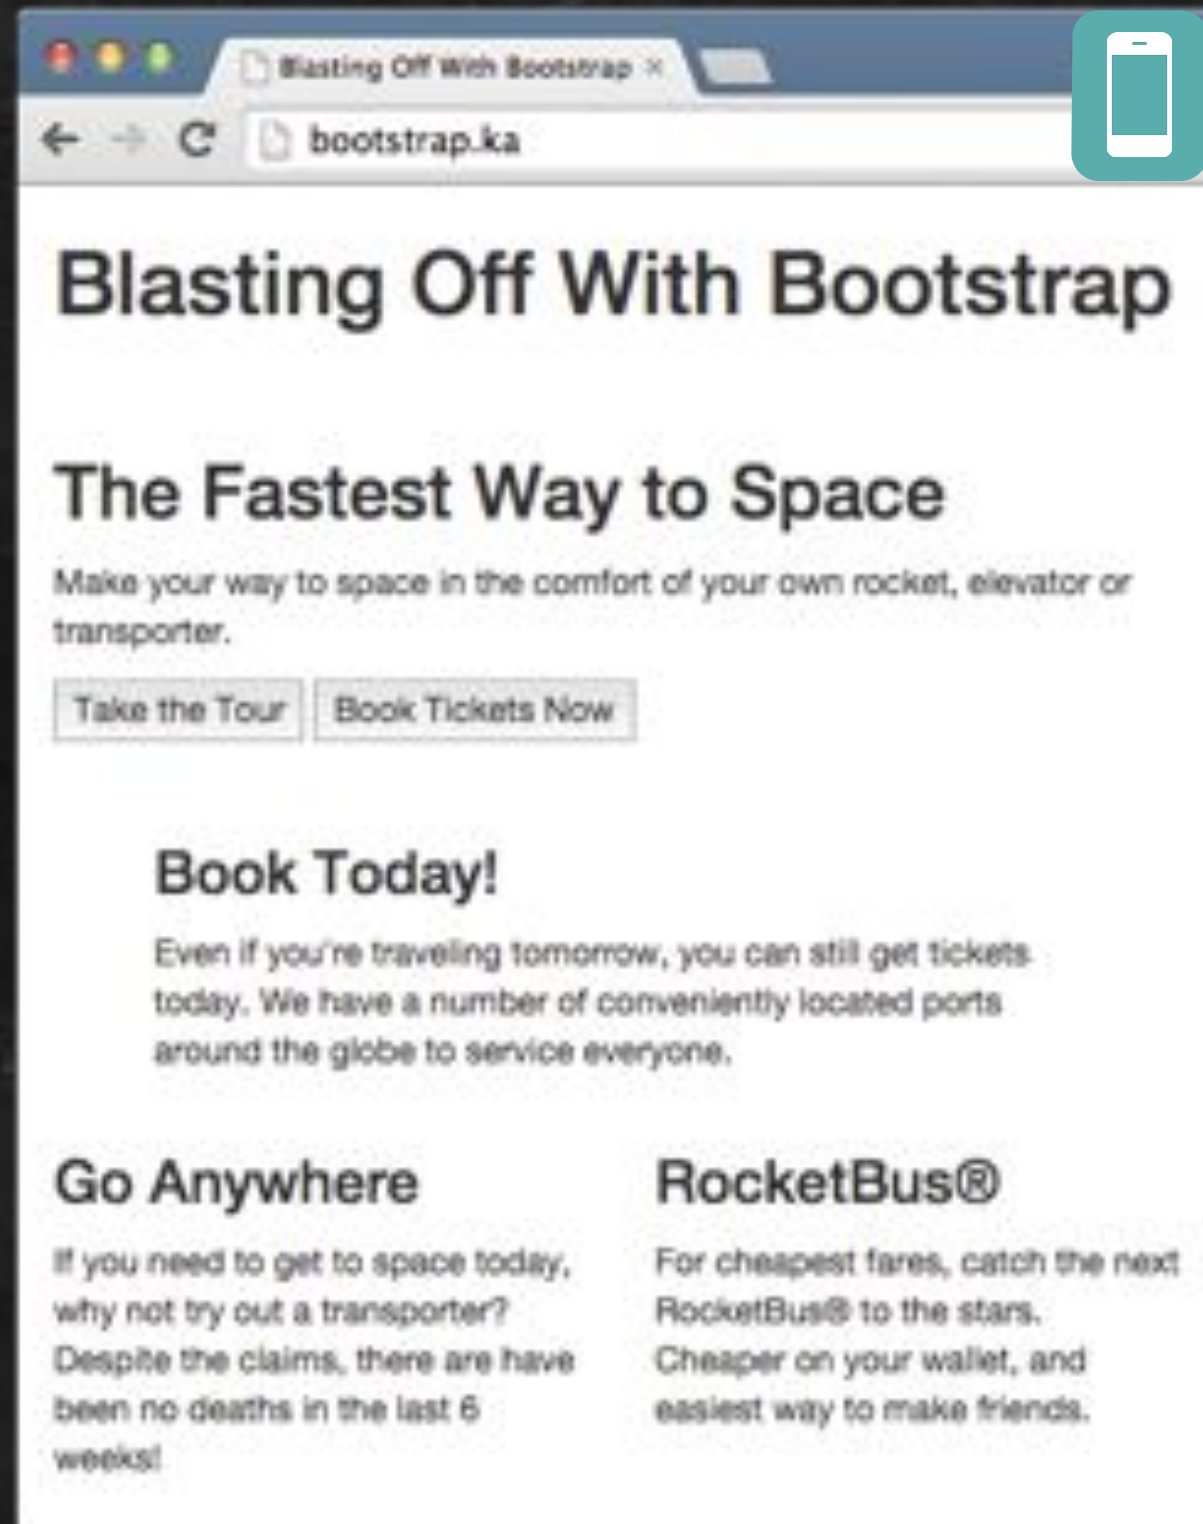 Blasting Off With Bootstrap
bootstrap.ka
Blasting Off With Bootstrap
The Fastest Way to Space
Make your way to space in the comfort of your own rocket, elevator or
transporter.
Take the Tour Book Tickets Now
Book Today!
Even if you're traveling tomorrow, you can still get tickets
today. We have a number of conveniently located ports
around the globe to service everyone.
Go Anywhere
If you need to get to space today,
why not try out a transporter?
Despite the claims, there are have
been no deaths in the last 6
weeks!
RocketBus®
For cheapest fares, catch the next
RocketBus® to the stars.
Cheaper on your wallet, and
easiest way to make friends.